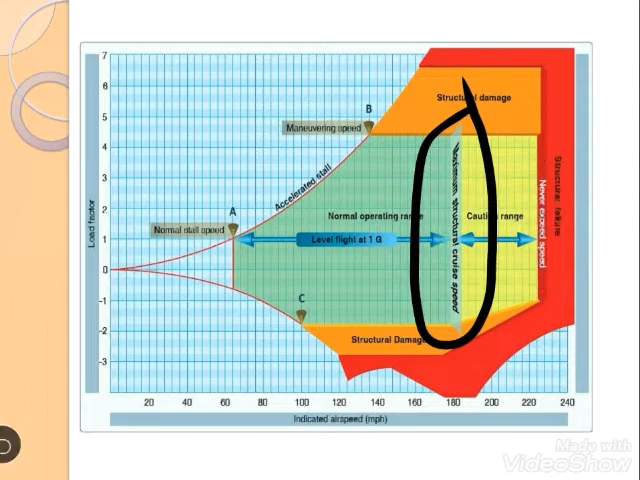 7
6
5
4
3
2
1
0
-1
-2
-3
Load factor
Structural damage
B
Maneuvering speed
Accelerated stall
A
Normal stall speed
Normal operating range
Caution range
Level flight at 1 G
Maximum structural cruise speed
Never exceed speed
Structural failure
C
Structural Damage
20 40 60 80 100 120 140 160 180 200 220 240
Indicated airspeed (mph)
Made with
VideoShow